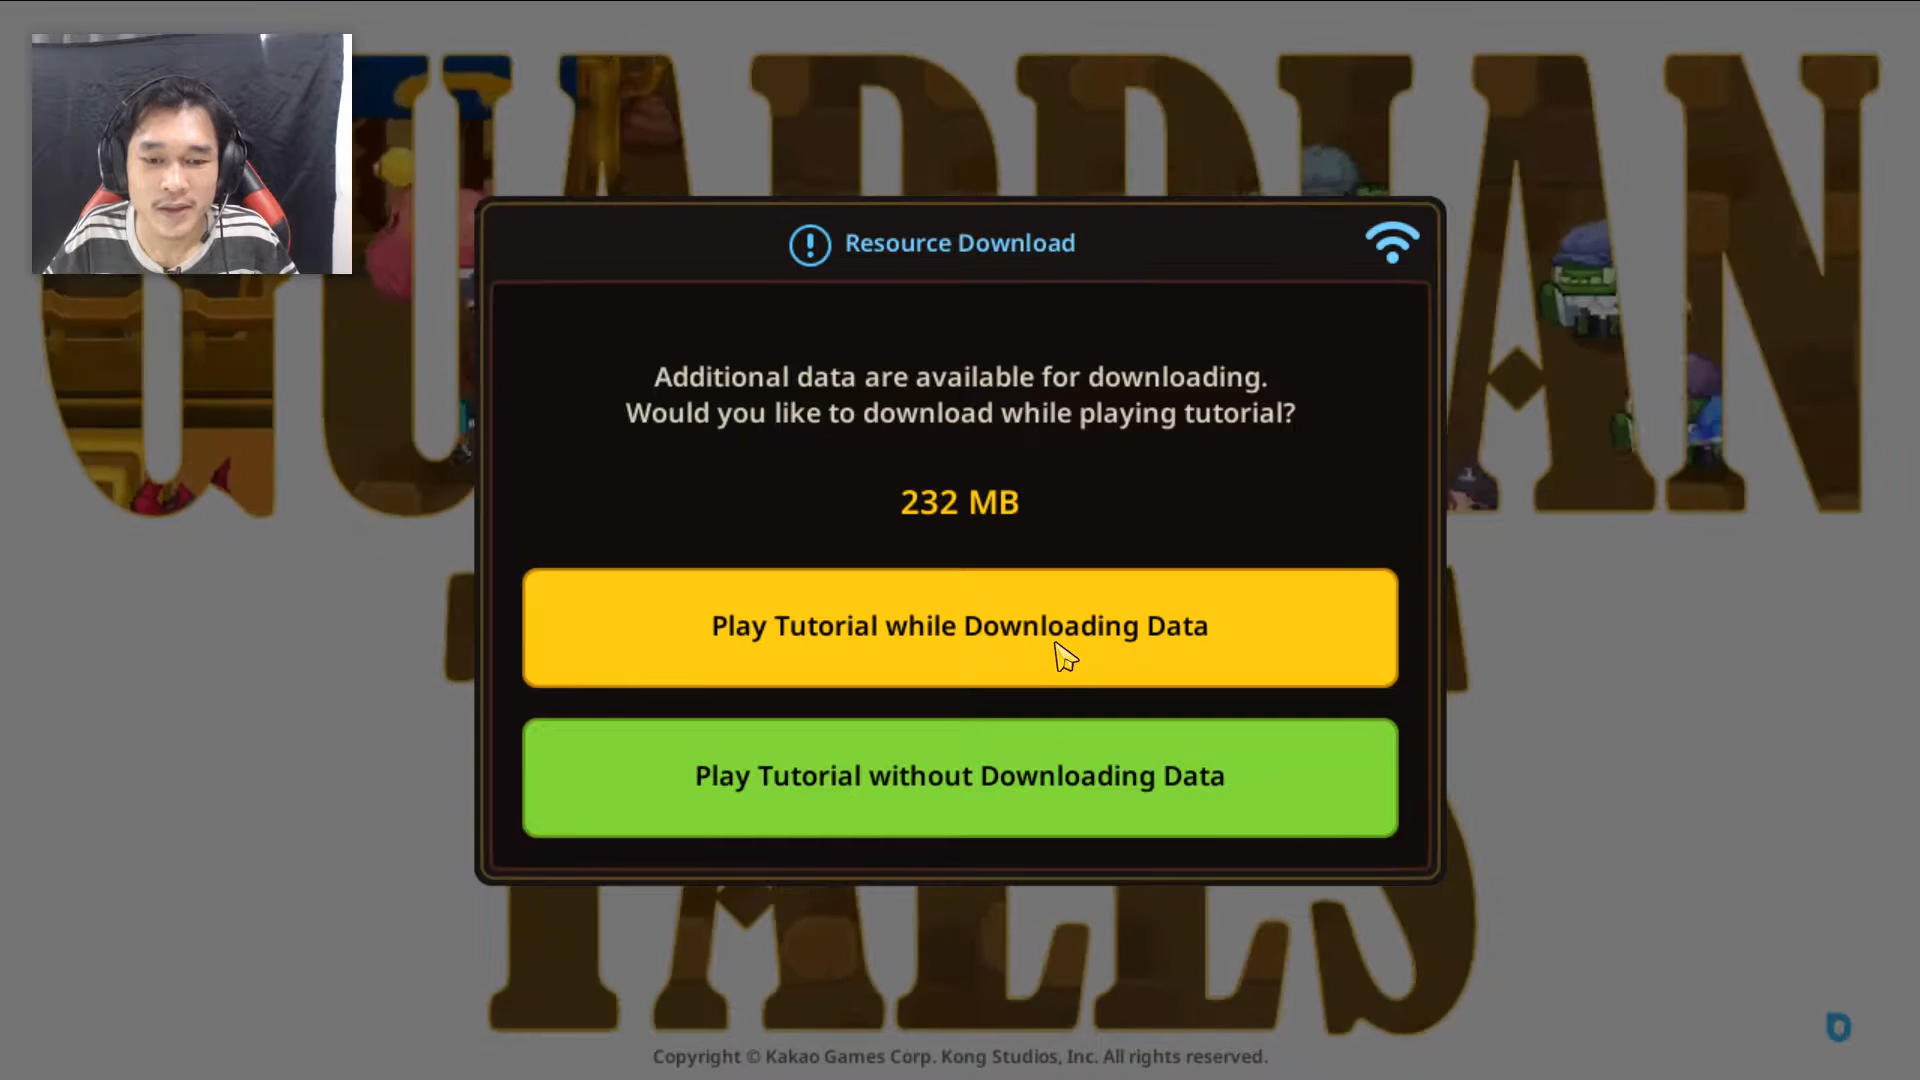 GUARDIAN
TALES
Resource Download
Additional data are available for downloading.
Would you like to download while playing tutorial?
232 MB
Play Tutorial while Downloading Data
Play Tutorial without Downloading Data
Copyright © Kakao Games Corp. Kong Studios, Inc. All rights reserved.